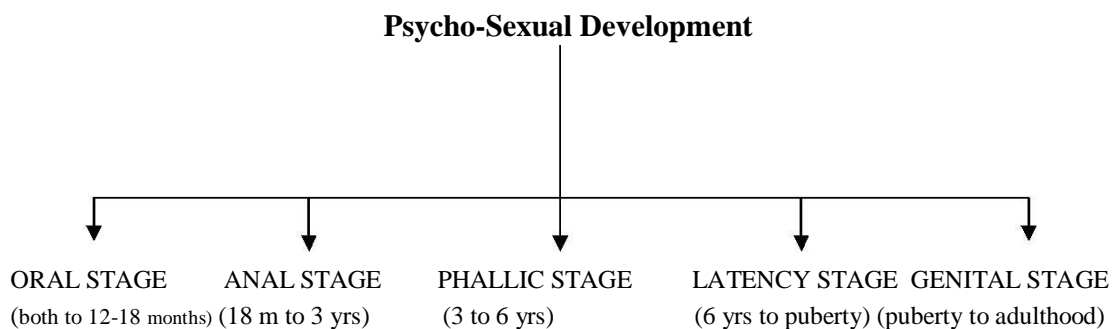 Psycho-Sexual Development
ORAL STAGE ANAL STAGE PHALLIC STAGE LATENCY STAGE GENITAL STAGE
(both to 12-18 months) (18 m to 3 yrs) (3 to 6 yrs) (6 yrs to puberty) (puberty to adulthood)